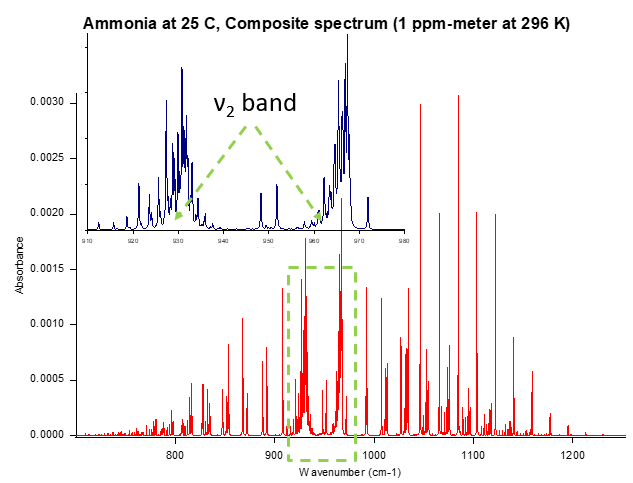 Ammonia at 25 C, Composite spectrum (1 ppm-meter at 296 K)
ν2 band
910 920 930 940 950 960 970 980
Absorbance
0.0030
0.0025
0.0020
0.0015
0.0010
0.0005
0.0000
800 900 1000 1100 1200
Wavenumber (cm-1)